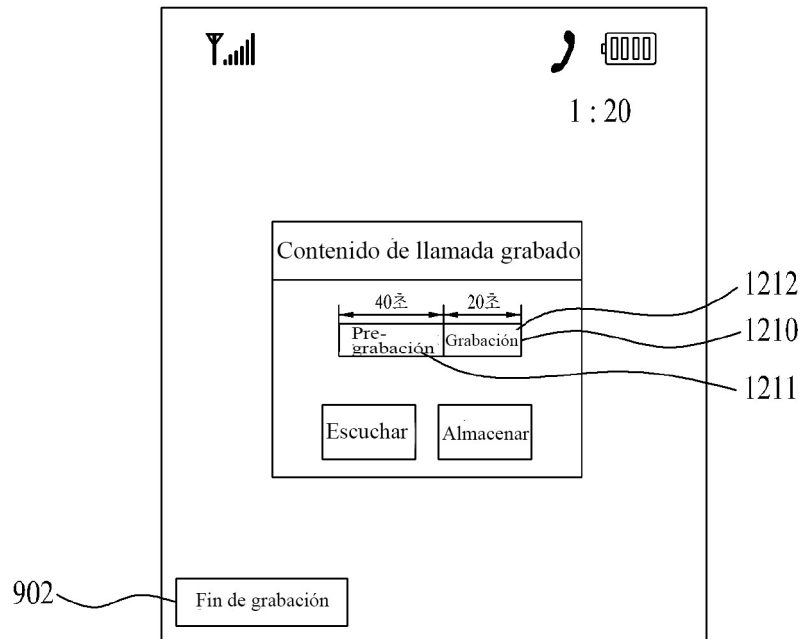 1 : 20
Contenido de llamada grabado
40초 20초
Pre-
grabación Grabación
1212
1210
1211
Escuchar Almacenar
902
Fin de grabación